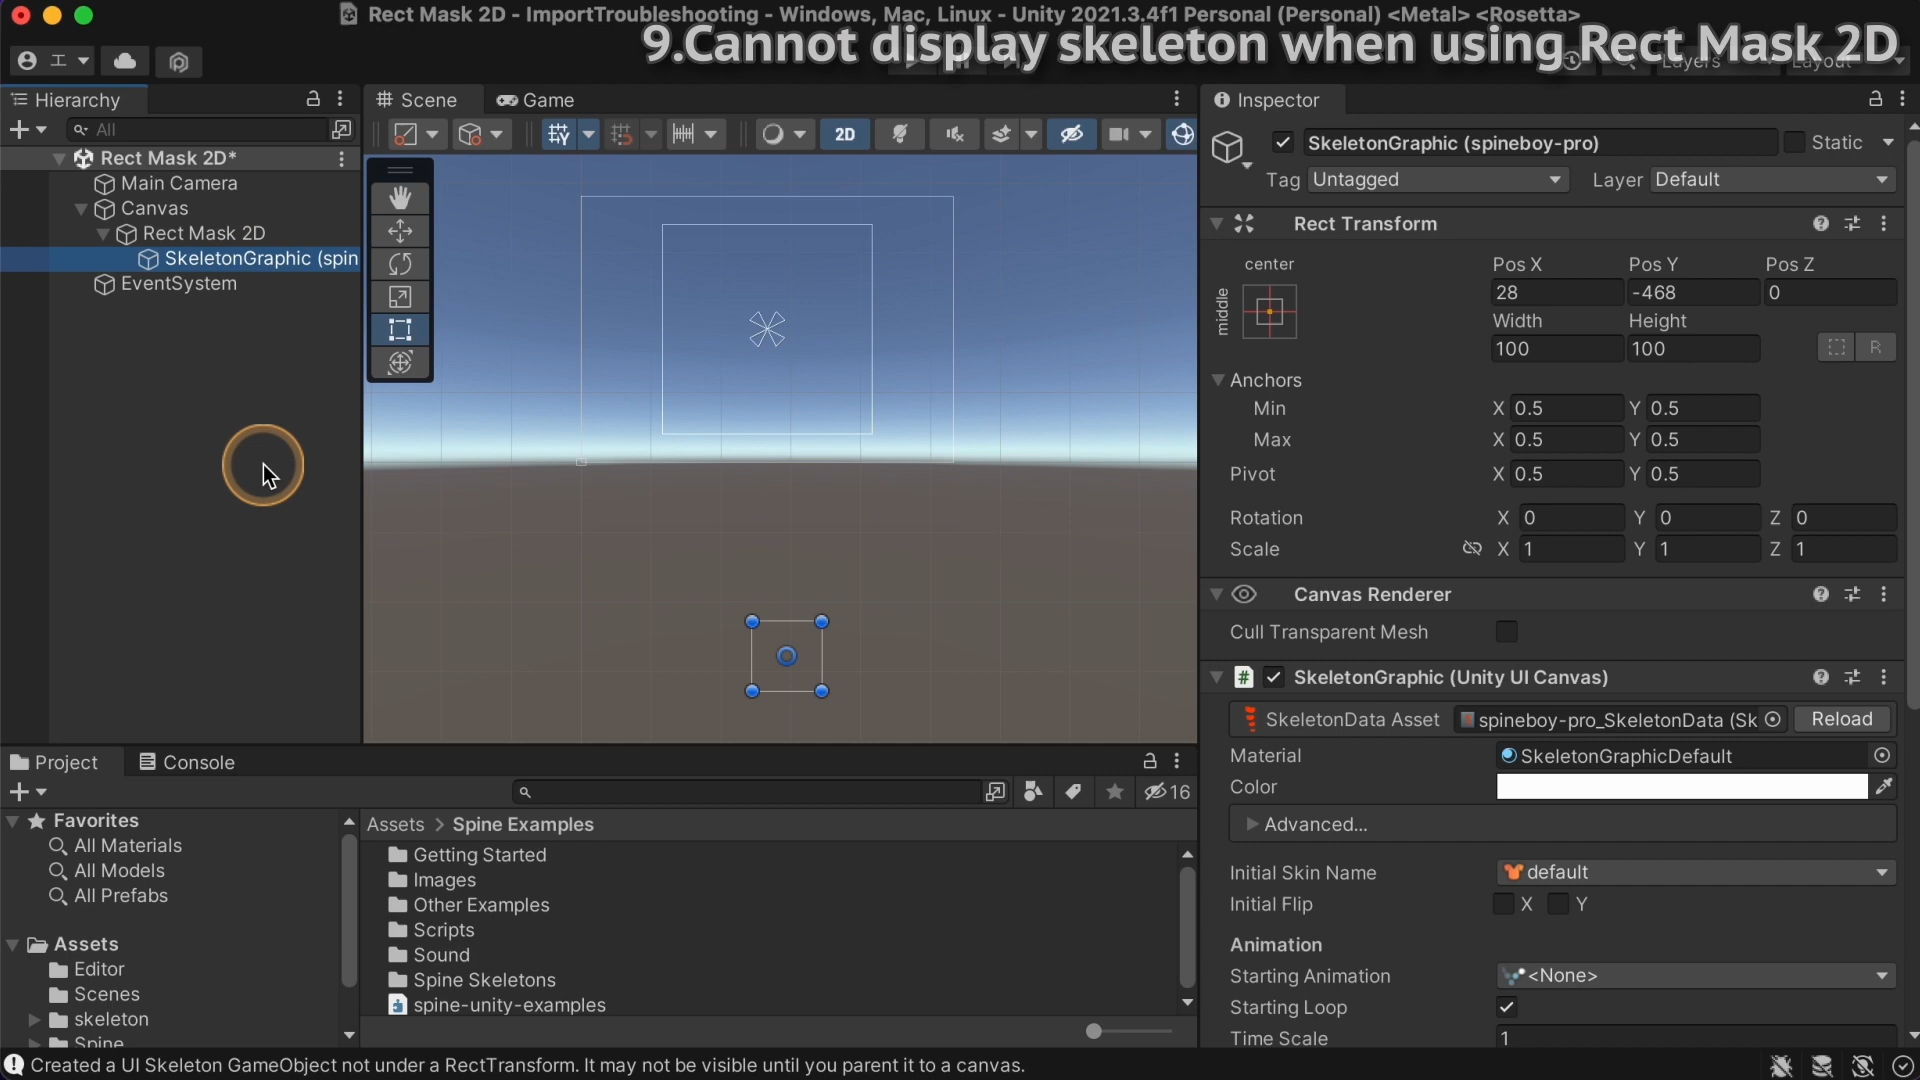 Rect Mask 2D - ImportTroubleshooting - Windows, Mac, Linux - Unity 2021.3.4f1 Personal (Personal) <Metal> <Rosetta>
9.Cannot display skeleton when using Rect Mask 2D
エ
Layers
Layout
Hierarchy
Scene
Game
Inspector
All
2D
SkeletonGraphic (spineboy-pro)
Static
Tag
Untagged
Layer
Default
Rect Mask 2D*
Main Camera
Canvas
Rect Mask 2D
SkeletonGraphic (spin
EventSystem
Rect Transform
center
middle
Pos X
Pos Y
Pos Z
28
-468
0
Width
Height
100
100
R
Anchors
Min
X 0.5
Y 0.5
Max
X 0.5
Y 0.5
Pivot
X 0.5
Y 0.5
Rotation
X 0
Y 0
Z 0
Scale
X 1
Y 1
Z 1
Canvas Renderer
Cull Transparent Mesh
SkeletonGraphic (Unity UI Canvas)
SkeletonData Asset
spineboy-pro_SkeletonData (Sk
Reload
Material
SkeletonGraphicDefault
Color
Advanced...
Initial Skin Name
default
Initial Flip
X
Y
Animation
Starting Animation
<None>
Starting Loop
Time Scale
1
Project
Console
16
Favorites
All Materials
All Models
All Prefabs
Assets
Editor
Scenes
skeleton
Spine
Assets > Spine Examples
Getting Started
Images
Other Examples
Scripts
Sound
Spine Skeletons
spine-unity-examples
Created a UI Skeleton GameObject not under a RectTransform. It may not be visible until you parent it to a canvas.